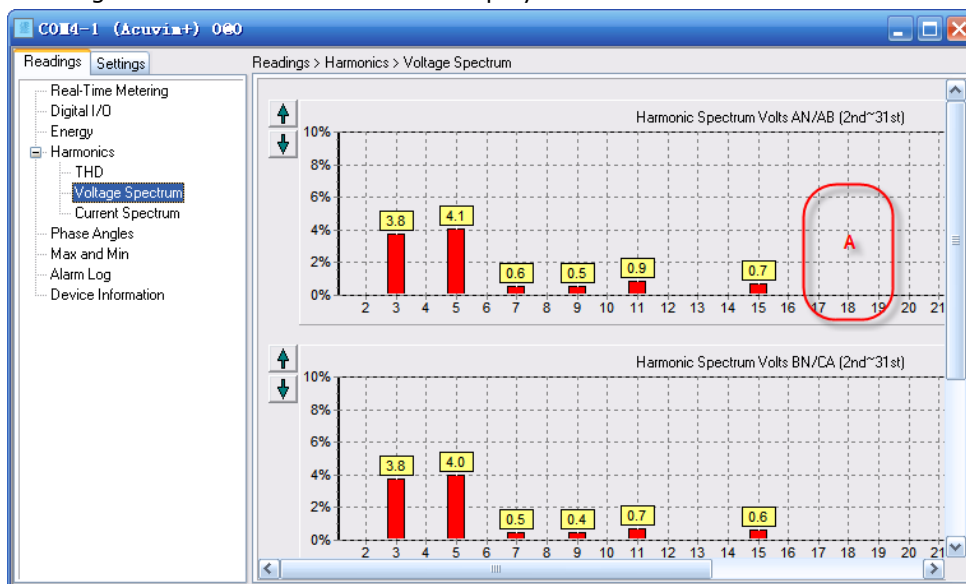 COM4-1 (Acuvim+) 0@0
Readings Settings
Readings > Harmonics > Voltage Spectrum
Real-Time Metering
Digital I/O
Energy
Harmonics
THD
Voltage Spectrum
Current Spectrum
Phase Angles
Max and Min
Alarm Log
Device Information
Harmonic Spectrum Volts AN/AB (2nd~31st)
10%
8%
6%
4%
2%
0%
3.8 4.1 0.6 0.5 0.9 0.7
A
2 3 4 5 6 7 8 9 10 11 12 13 14 15 16 17 18 19 20 21
Harmonic Spectrum Volts BN/CA (2nd~31st)
10%
8%
6%
4%
2%
0%
3.8 4.0 0.5 0.4 0.7 0.6
2 3 4 5 6 7 8 9 10 11 12 13 14 15 16 17 18 19 20 21